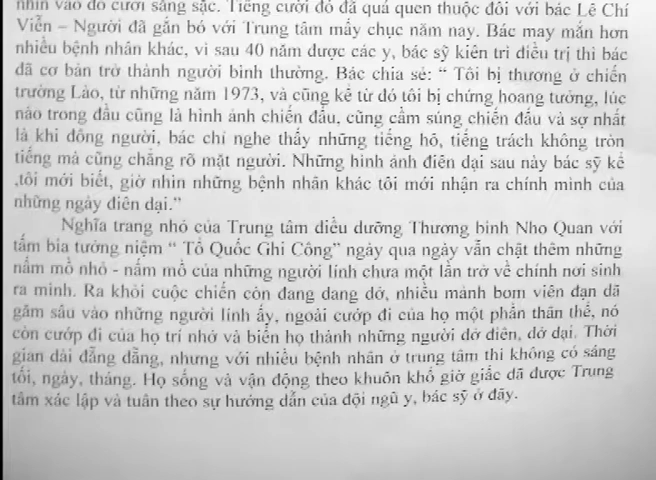 nhìn vào đó cười sằng sặc. Tiếng cười đó đã quá quen thuộc đối với bác Lê Chí
Viễn – Người đã gắn bó với Trung tâm mấy chục năm nay. Bác may mắn hơn
nhiều bệnh nhân khác, vì sau 40 năm được các y, bác sỹ kiên trì điều trị thì bác
đã cơ bản trở thành người bình thường. Bác chia sẻ: “ Tôi bị thương ở chiến
trường Lào, từ những năm 1973, và cũng kể từ đó tôi bị chứng hoang tưởng, lúc
nào trong đầu cũng là hình ảnh chiến đấu, cũng cầm súng chiến đấu và sợ nhất
là khi đông người, bác chỉ nghe thấy những tiếng hô, tiếng trách không tròn
tiếng mà cũng chẳng rõ mặt người. Những hình ảnh điên dại sau này bác sỹ kể
,tôi mới biết, giờ nhìn những bệnh nhân khác tôi mới nhận ra chính mình của
những ngày điên dại.”
Nghĩa trang nhỏ của Trung tâm điều dưỡng Thương binh Nho Quan với
tấm bia tưởng niệm “ Tổ Quốc Ghi Công” ngày qua ngày vẫn chật thêm những
nấm mồ nhỏ - nấm mồ của những người lính chưa một lần trở về chính nơi sinh
ra mình. Ra khỏi cuộc chiến còn đang dang dở, nhiều mảnh bom viên đạn đã
găm sâu vào những người lính ấy, ngoài cướp đi của họ một phần thân thể, nó
còn cướp đi của họ trí nhớ và biến họ thành những người dở điên, dở dại. Thời
gian dài đằng đẵng, nhưng với nhiều bệnh nhân ở trung tâm thì không có sáng
tối, ngày, tháng. Họ sống và vận động theo khuôn khổ giờ giấc đã được Trung
tâm xác lập và tuân theo sự hướng dẫn của đội ngũ y, bác sỹ ở đây.